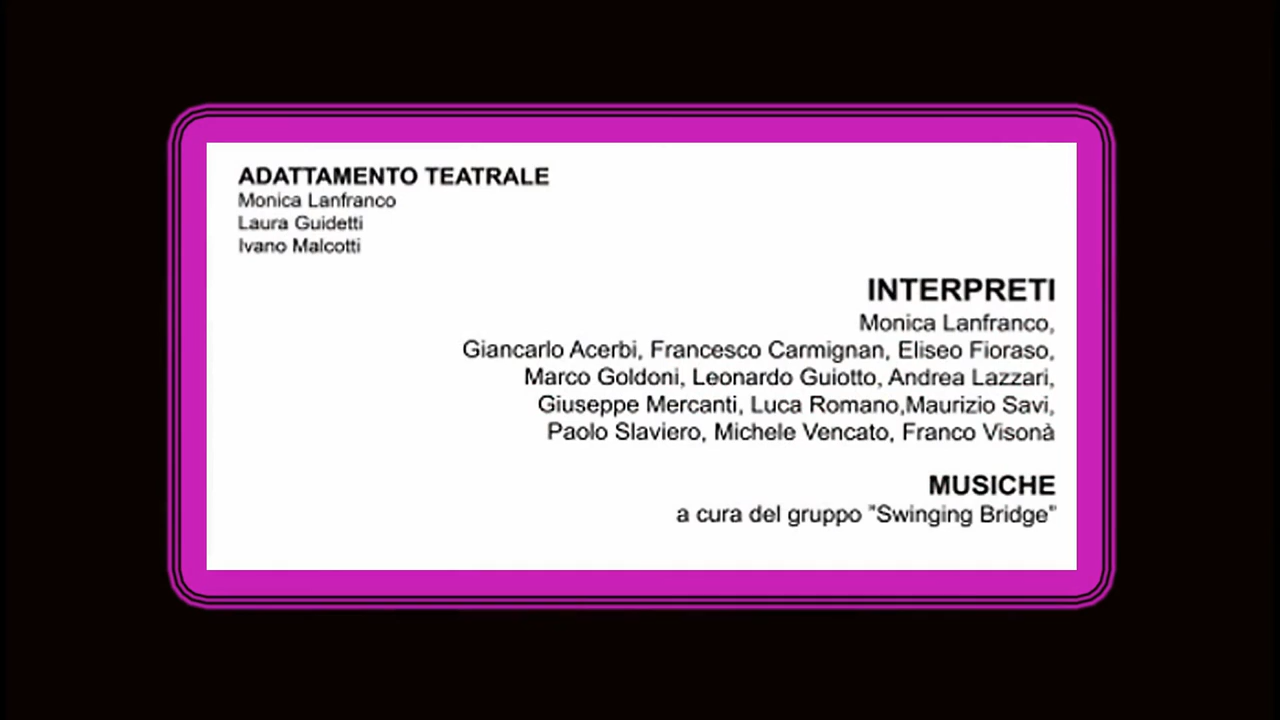 ADATTAMENTO TEATRALE
Monica Lanfranco
Laura Guidetti
Ivano Malcotti
INTERPRETI
Monica Lanfranco,
Giancarlo Acerbi, Francesco Carmignan, Eliseo Fioraso,
Marco Goldoni, Leonardo Guiotto, Andrea Lazzari,
Giuseppe Mercanti, Luca Romano,Maurizio Savi,
Paolo Slaviero, Michele Vencato, Franco Visonà
MUSICHE
a cura del gruppo "Swinging Bridge"